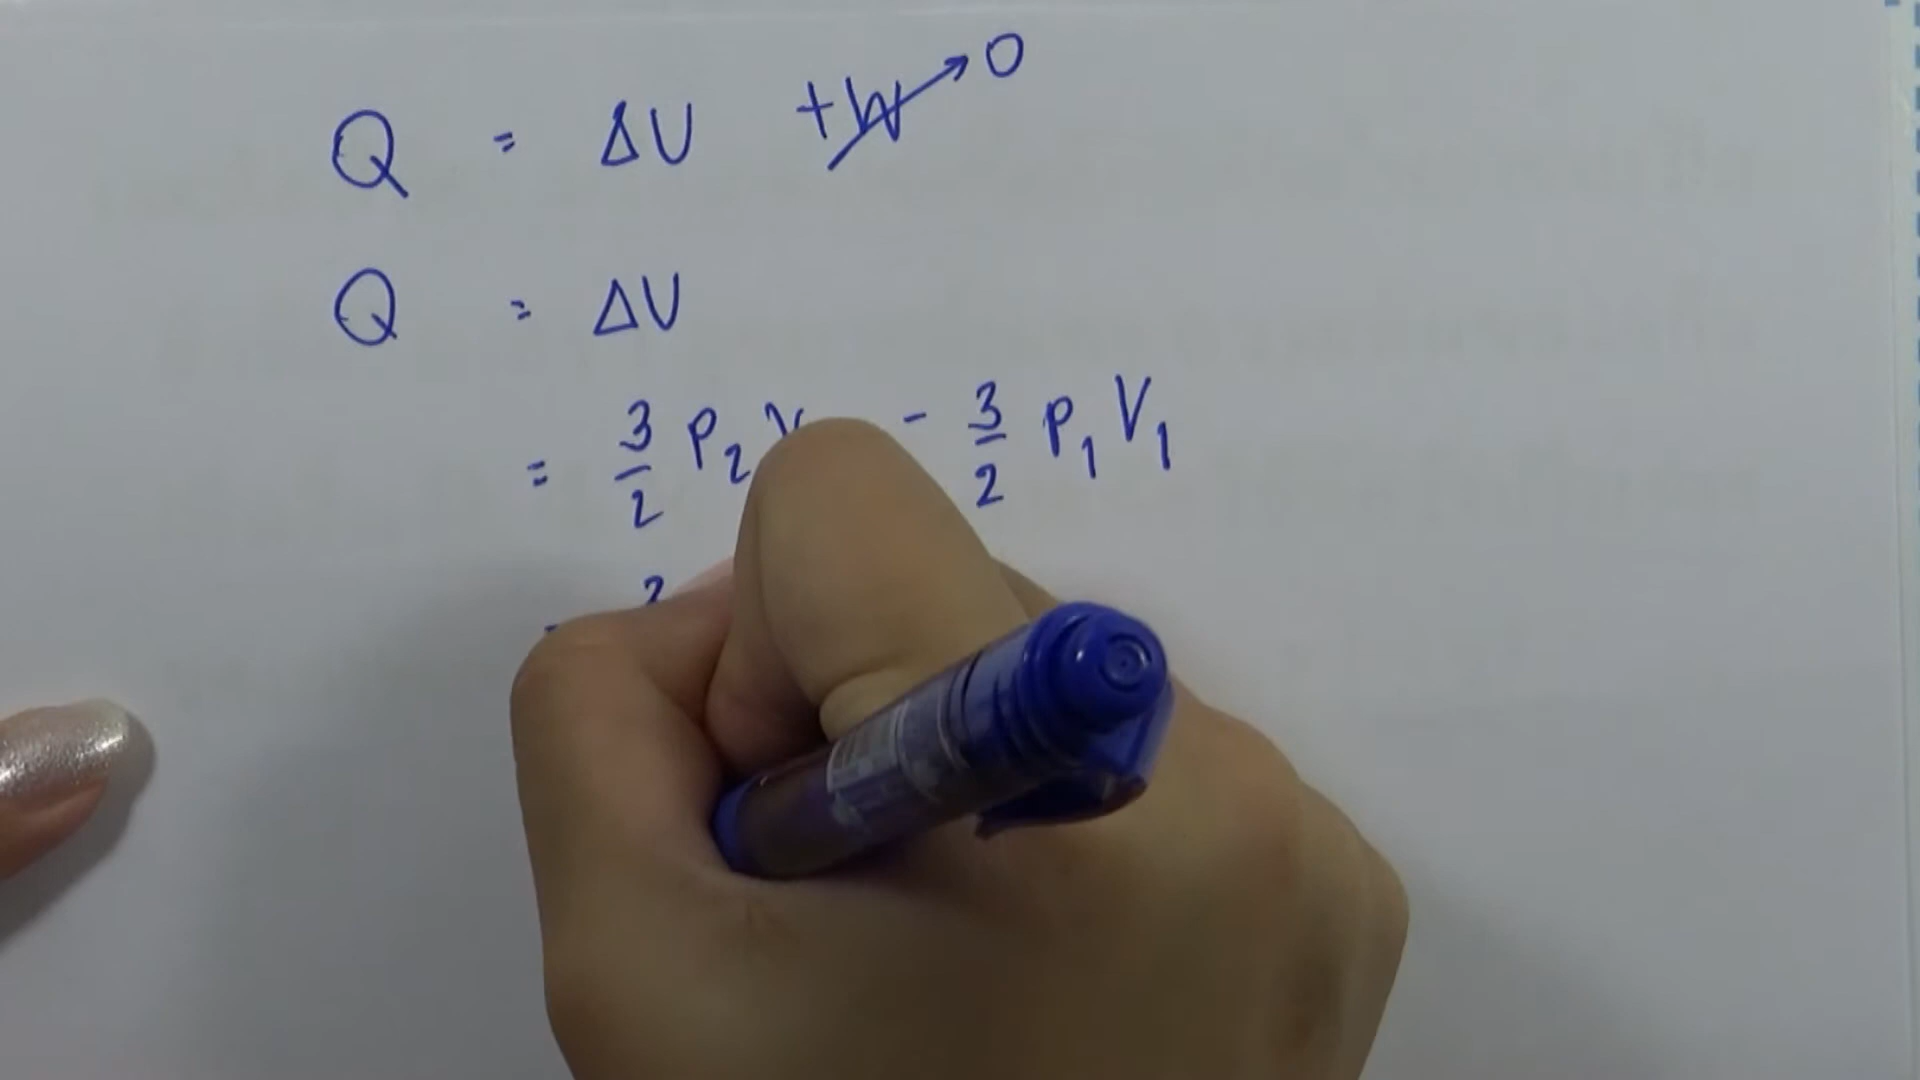 Q = ΔU +W → 0
Q = ΔU
= 3/2 P₂ V - 3/2 P₁ V₁
=